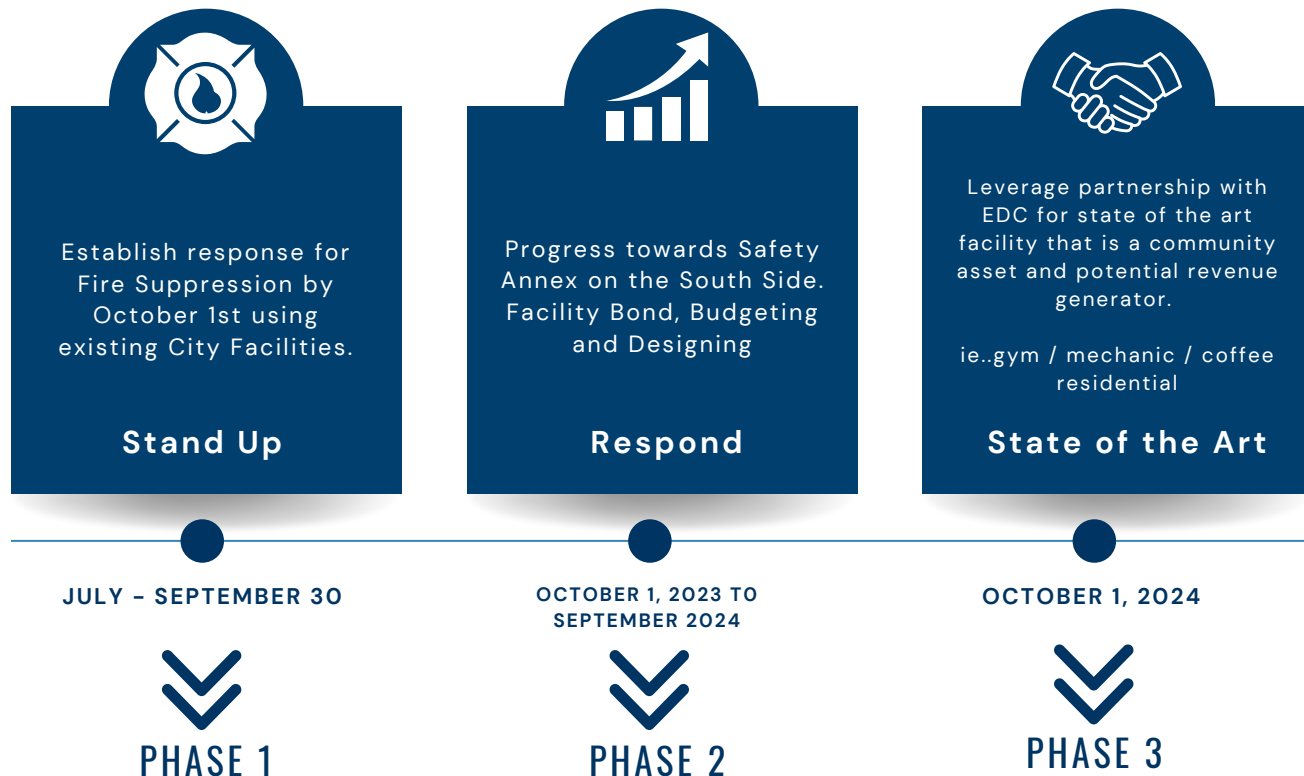 Establish response for
Fire Suppression by
October 1st using
existing City Facilities.
Stand Up
JULY – SEPTEMBER 30
PHASE 1
Progress towards Safety
Annex on the South Side.
Facility Bond, Budgeting
and Designing
Respond
OCTOBER 1, 2023 TO
SEPTEMBER 2024
PHASE 2
Leverage partnership with
EDC for state of the art
facility that is a community
asset and potential revenue
generator.
ie..gym / mechanic / coffee
residential
State of the Art
OCTOBER 1, 2024
PHASE 3